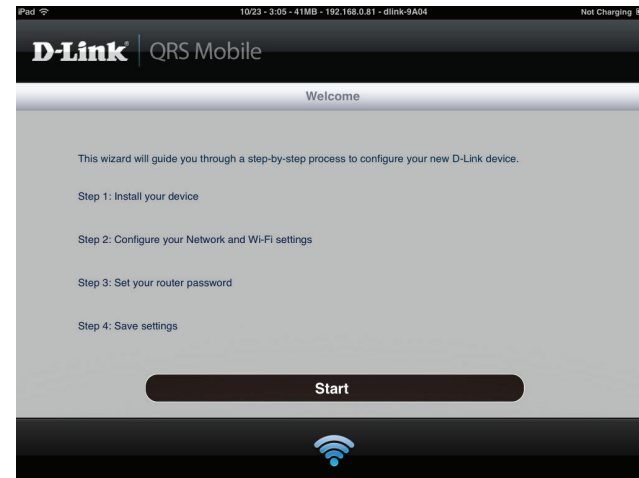 iPad 10/23 - 3:05 - 41MB - 192.168.0.81 - dlink-9A04 Not Charging
D-Link QRS Mobile
Welcome
This wizard will guide you through a step-by-step process to configure your new D-Link device.
Step 1: Install your device
Step 2: Configure your Network and Wi-Fi settings
Step 3: Set your router password
Step 4: Save settings
Start